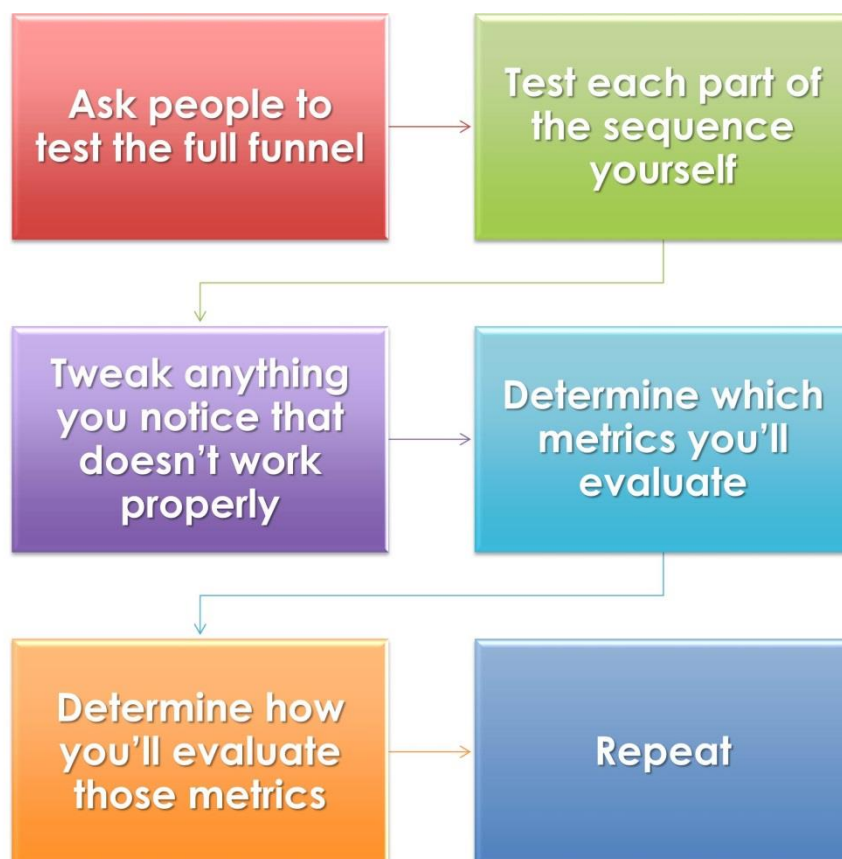 Ask people to
test the full funnel
Test each part of
the sequence
yourself
Tweak anything
you notice that
doesn’t work
properly
Determine which
metrics you’ll
evaluate
Determine how
you’ll evaluate
those metrics
Repeat